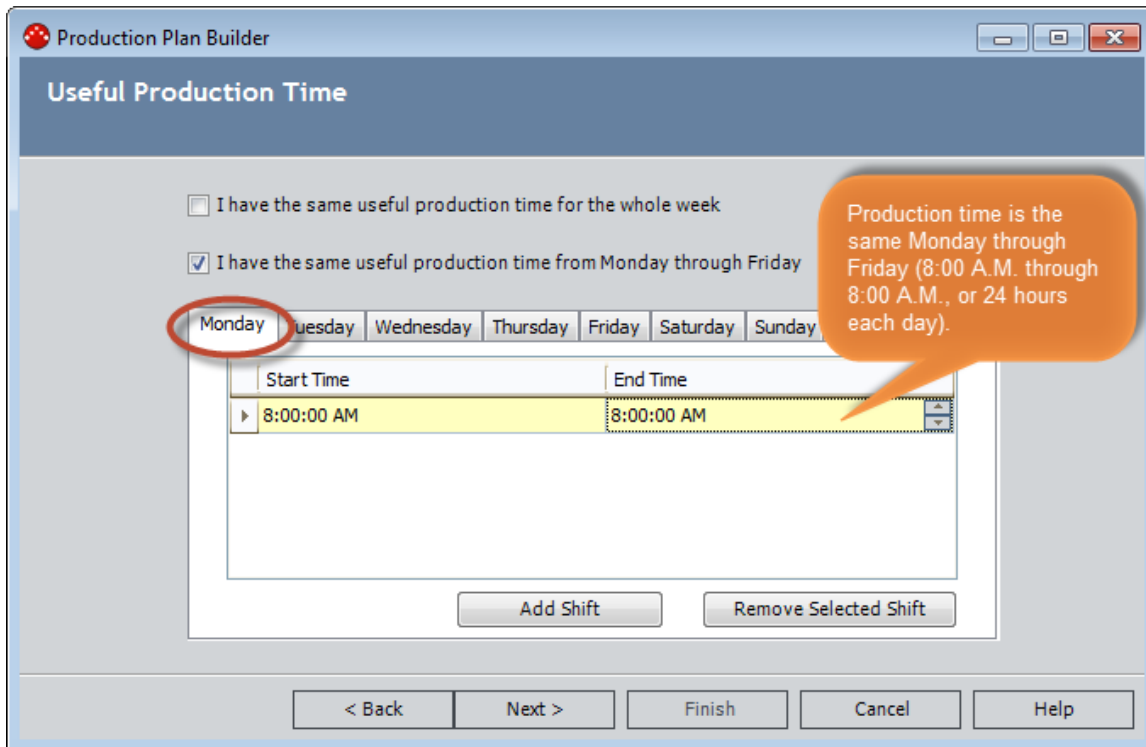 Production Plan Builder
Useful Production Time
I have the same useful production time for the whole week
I have the same useful production time from Monday through Friday
Production time is the
same Monday through
Friday (8:00 A.M. through
8:00 A.M., or 24 hours
each day).
Monday Tuesday Wednesday Thursday Friday Saturday Sunday
Start Time End Time
8:00:00 AM 8:00:00 AM
Add Shift Remove Selected Shift
< Back Next > Finish Cancel Help